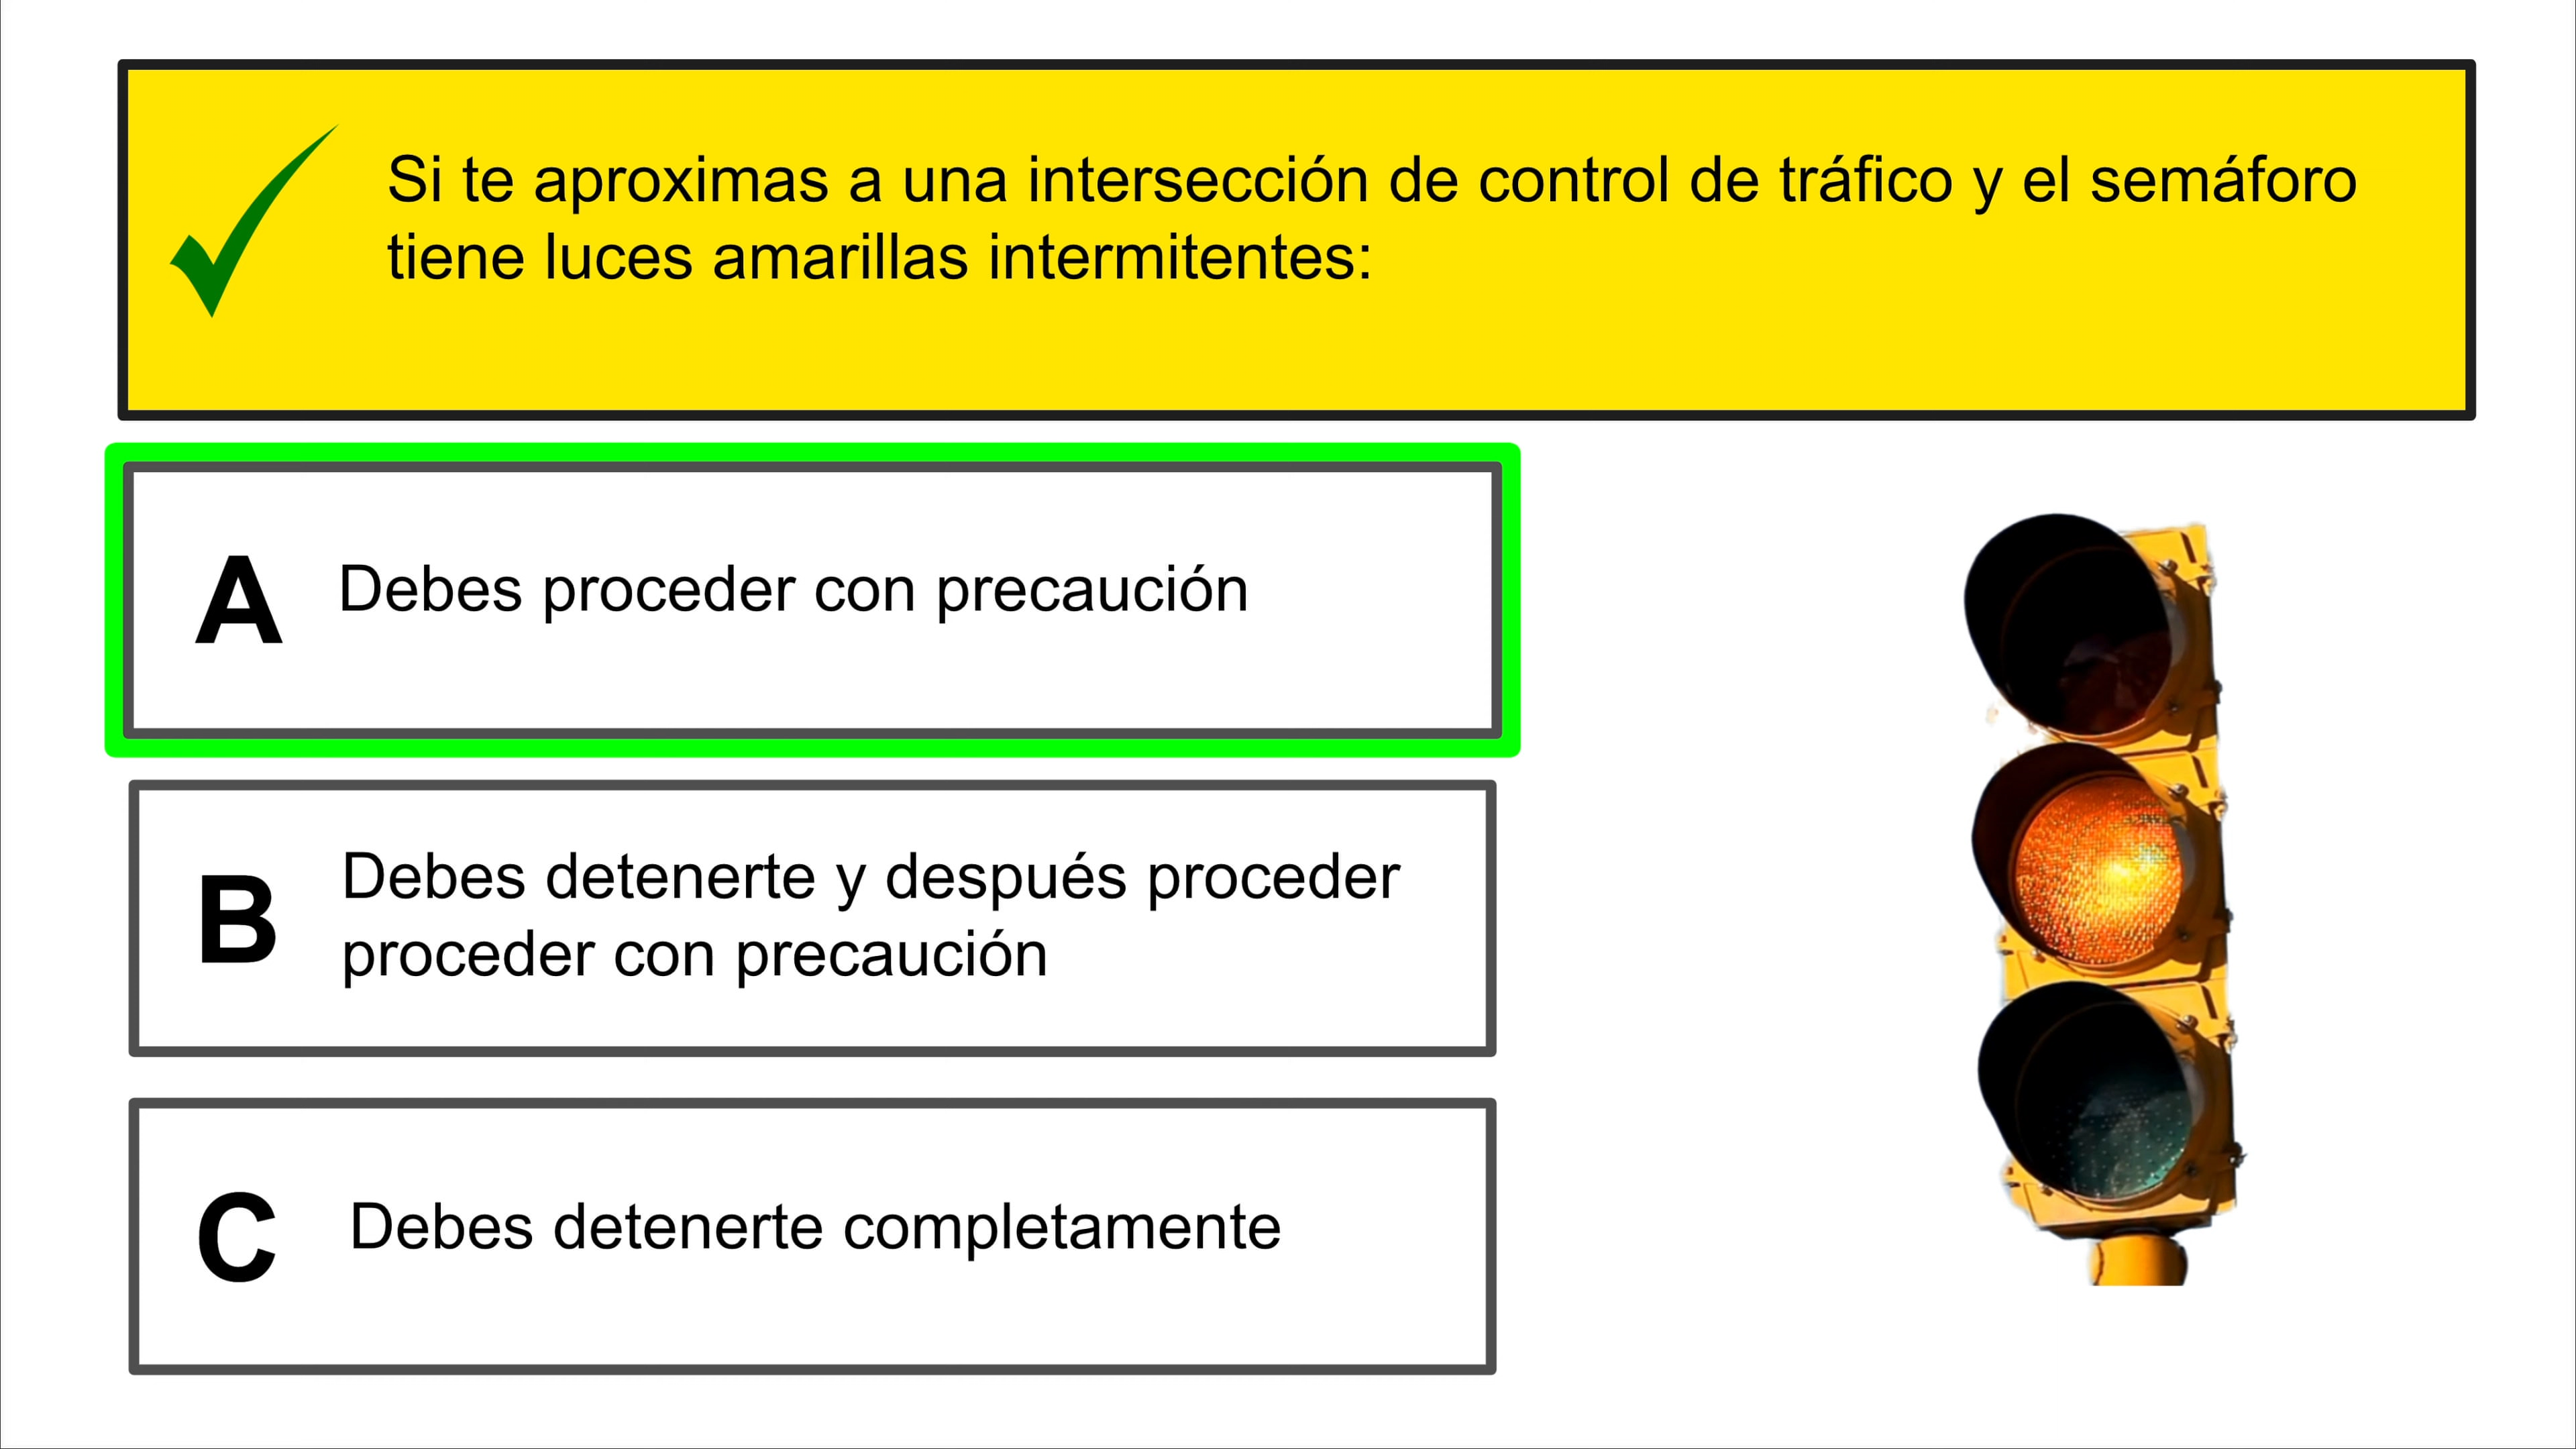 Si te aproximas a una intersección de control de tráfico y el semáforo
tiene luces amarillas intermitentes:
A Debes proceder con precaución
B Debes detenerte y después proceder
proceder con precaución
C Debes detenerte completamente